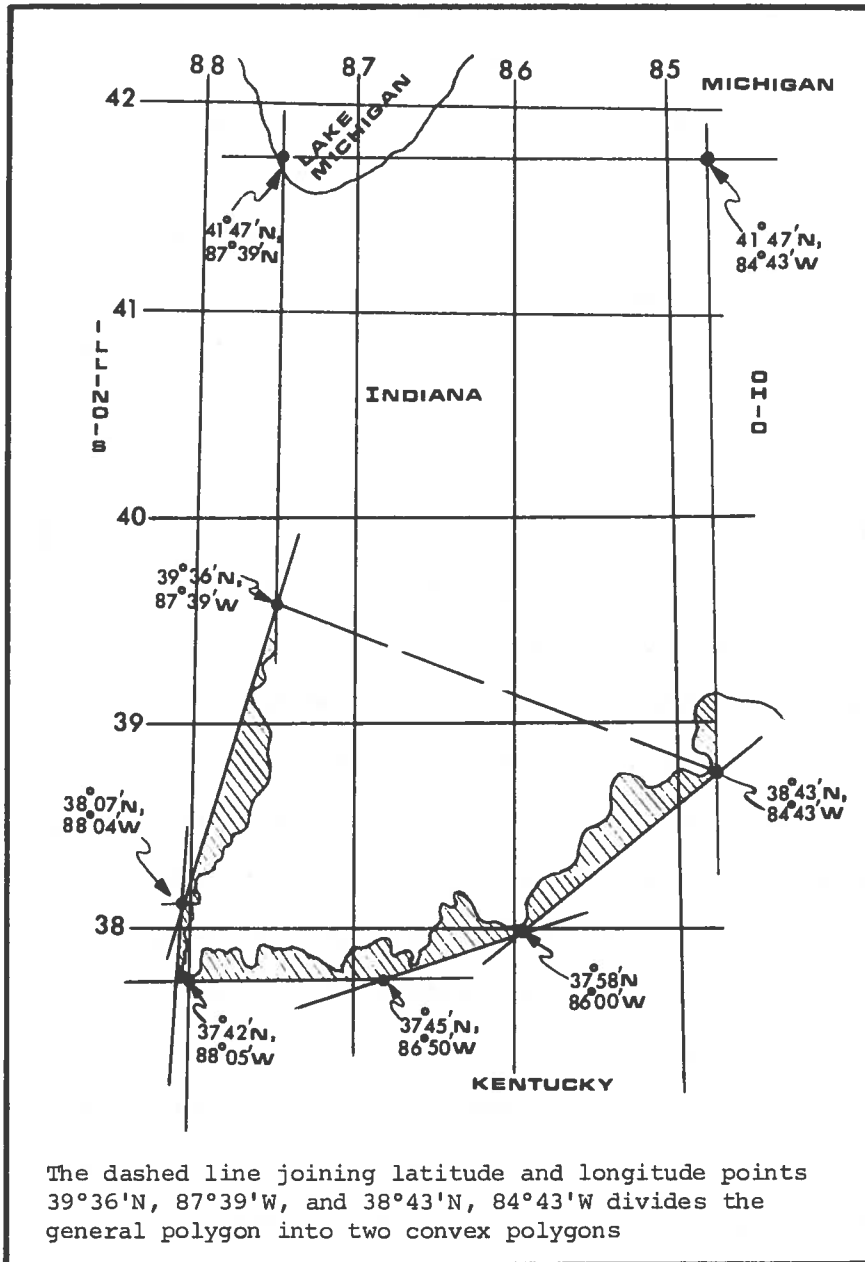 88
87
86
85
MICHIGAN
42
LAKE
MICHIGAN
41°47'N,
87°39'N
41°47'N,
84°43'W
41
ILLINOIS
INDIANA
OHIO
40
39°36'N,
87°39'W
39
38°07'N,
88°04'W
38°43'N,
84°43'W
38
37°58'N
86°00'W
37°42'N,
88°05'W
37°45'N,
86°50'W
KENTUCKY
The dashed line joining latitude and longitude points
39°36'N, 87°39'W, and 38°43'N, 84°43'W divides the
general polygon into two convex polygons